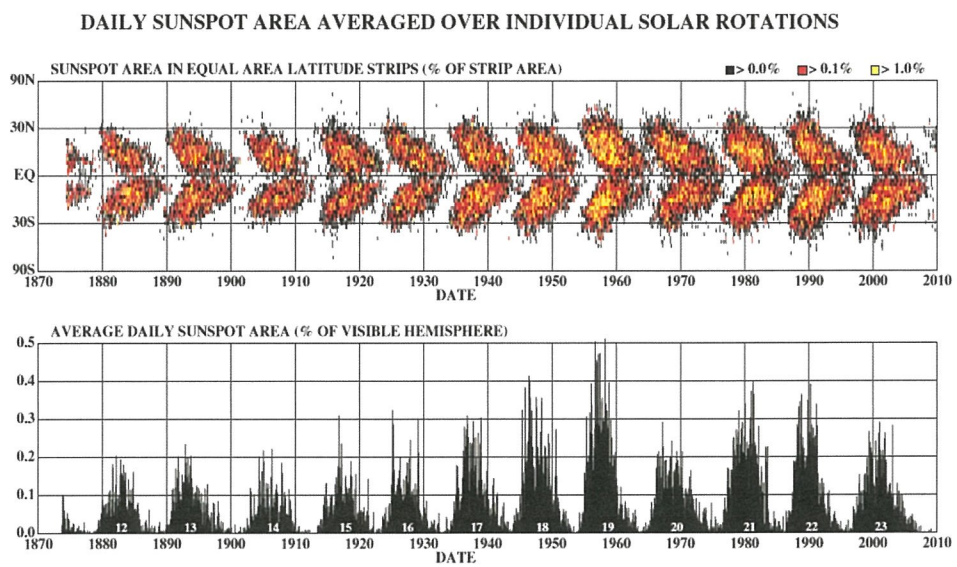 DAILY SUNSPOT AREA AVERAGED OVER INDIVIDUAL SOLAR ROTATIONS
SUNSPOT AREA IN EQUAL AREA LATITUDE STRIPS (% OF STRIP AREA) > 0.0% > 0.1% > 1.0%
90N
30N
EQ
30S
90S
1870 1880 1890 1900 1910 1920 1930 1940 1950 1960 1970 1980 1990 2000 2010
DATE
AVERAGE DAILY SUNSPOT AREA (% OF VISIBLE HEMISPHERE)
0.5
0.4
0.3
0.2
0.1
0.0 12 13 14 15 16 17 18 19 20 21 22 23
1870 1880 1890 1900 1910 1920 1930 1940 1950 1960 1970 1980 1990 2000 2010
DATE